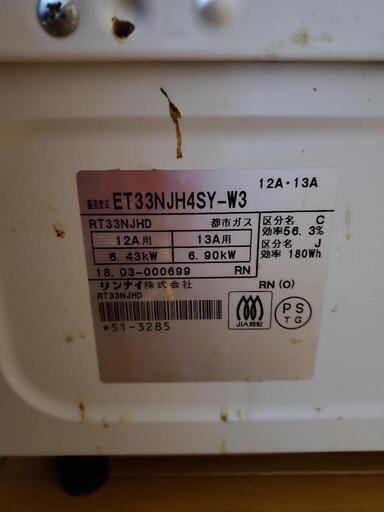 12A・13A
販売型式 ET33NJH4SY-W3
RT33NJHD 都市ガス
12A用 13A用
6.43kW 6.90kW
18.03-000699 RN
区分名 C
効率56.3%
区分名 J
効率 180Wh
リンナイ株式会社 RN(O)
RT33NJHD
*51-3285
JIA認証
PS
TG